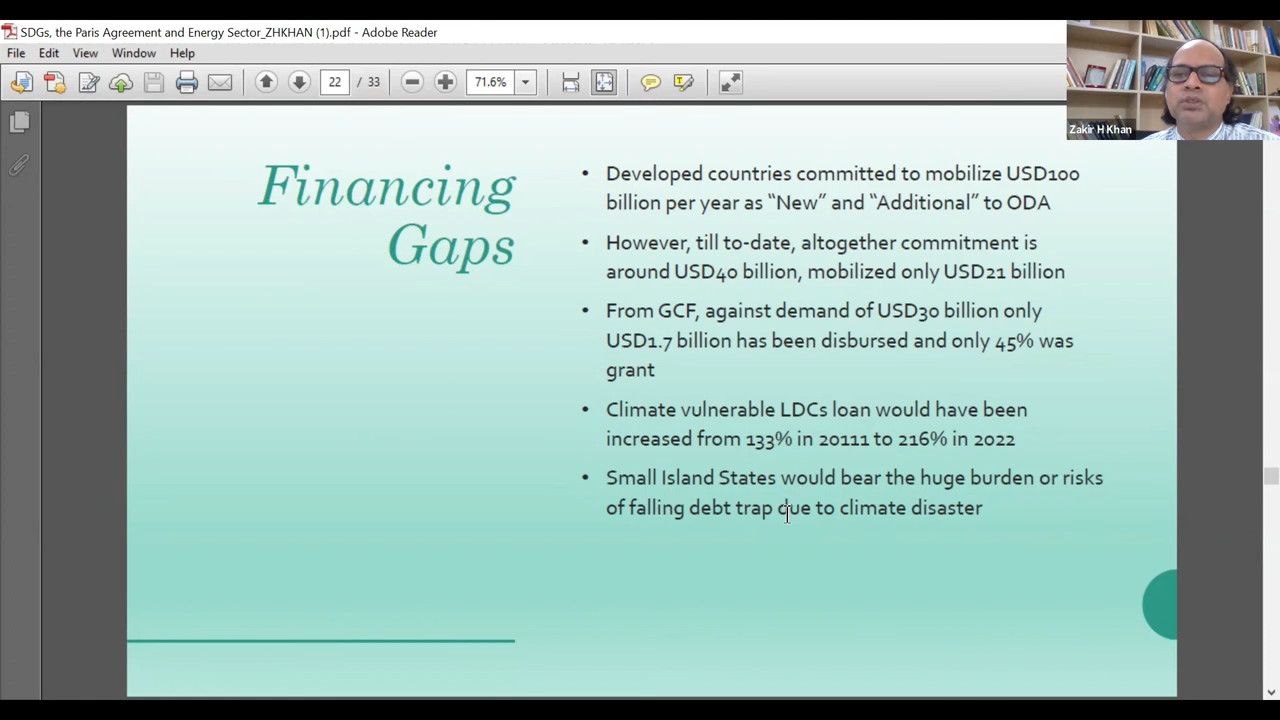 SDGs, the Paris Agreement and Energy Sector_ZHKHAN (1).pdf - Adobe Reader
File Edit View Window Help
22 / 33 71.6%
Zakir H Khan
Financing
Gaps
• Developed countries committed to mobilize USD100
billion per year as “New” and “Additional” to ODA
• However, till to-date, altogether commitment is
around USD40 billion, mobilized only USD21 billion
• From GCF, against demand of USD30 billion only
USD1.7 billion has been disbursed and only 45% was
grant
• Climate vulnerable LDCs loan would have been
increased from 133% in 20111 to 216% in 2022
• Small Island States would bear the huge burden or risks
of falling debt trap due to climate disaster